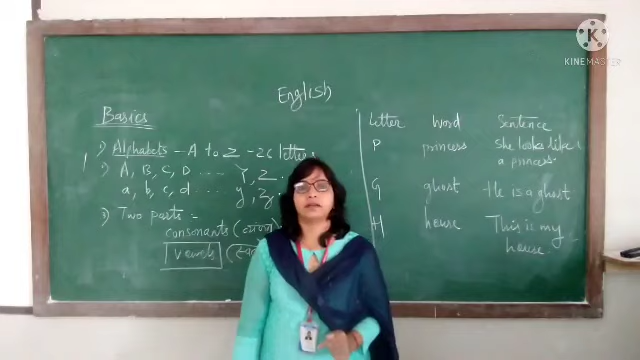 English
Basics
1) Alphabets - A to Z - 26 letters
2) A, B, C, D .... Y, Z.
a, b, c, d .... y, z.
3) Two parts =
consonants (व्यंजन)
Vowels
Letter word Sentence
P princess She looks like
a princess.
G ghost He is a ghost
H house This is my
house.
KINEMASTER